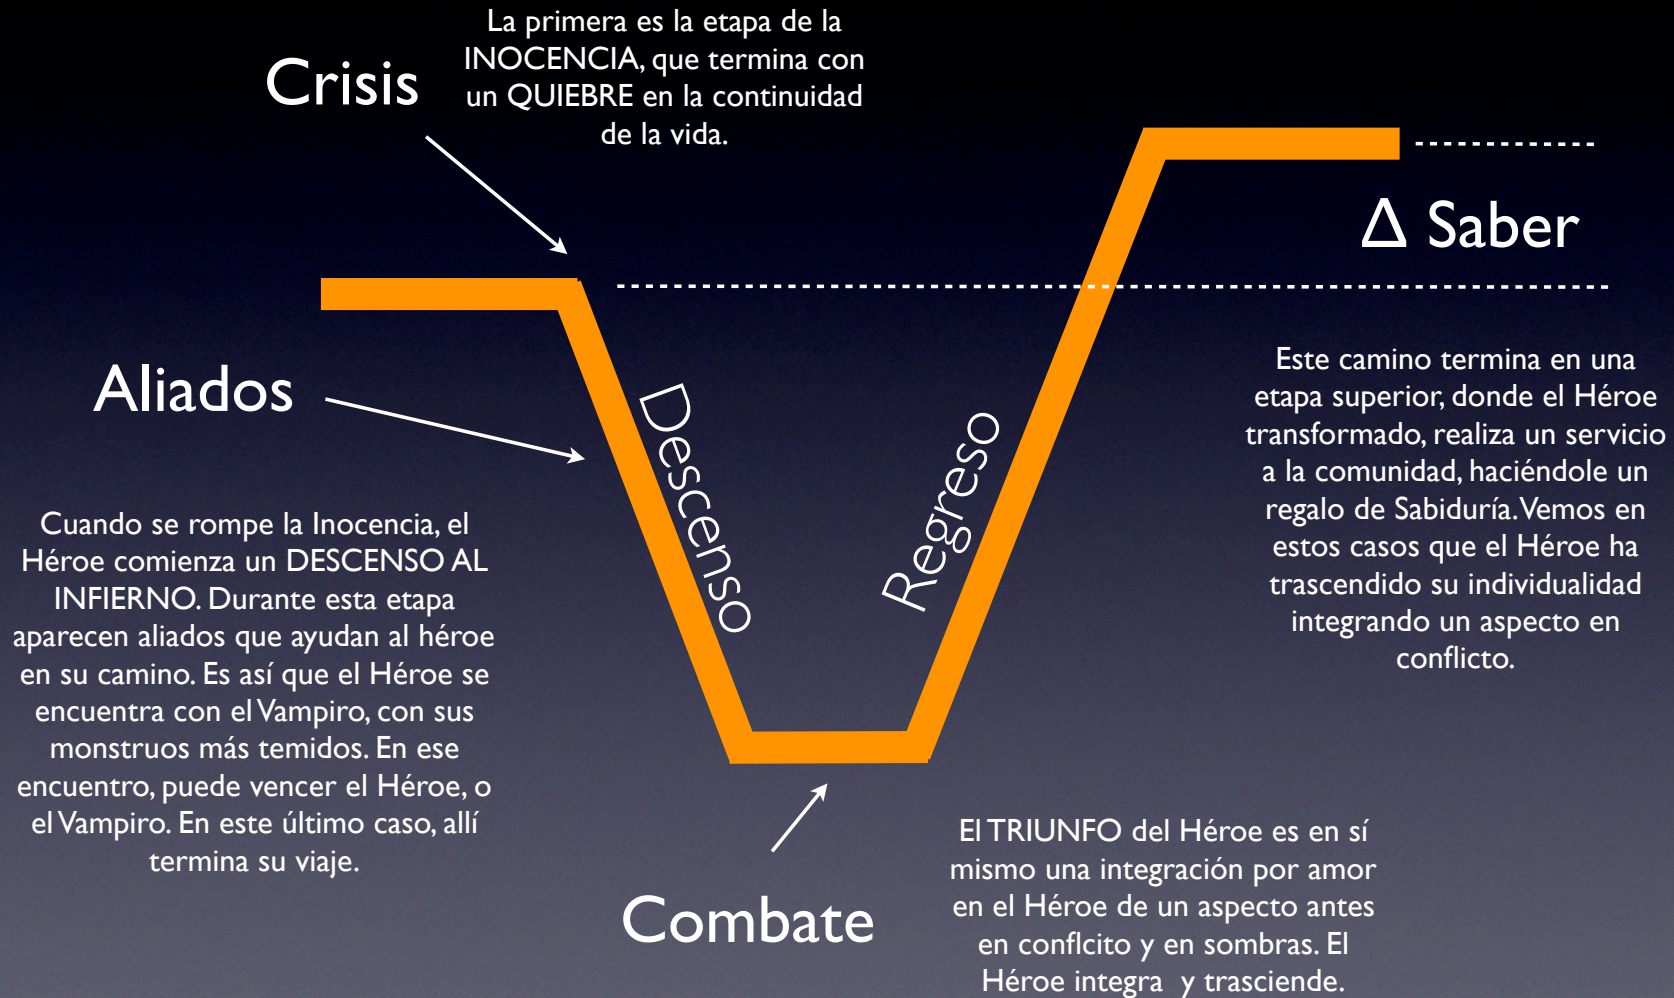 La primera es la etapa de la
INOCENCIA, que termina con
un QUIEBRE en la continuidad
de la vida.
Crisis
Δ Saber
Aliados
Descenso
Regreso
Cuando se rompe la Inocencia, el
Héroe comienza un DESCENSO AL
INFIERNO. Durante esta etapa
aparecen aliados que ayudan al héroe
en su camino. Es así que el Héroe se
encuentra con el Vampiro, con sus
monstruos más temidos. En ese
encuentro, puede vencer el Héroe, o
el Vampiro. En este último caso, allí
termina su viaje.
Este camino termina en una
etapa superior, donde el Héroe
transformado, realiza un servicio
a la comunidad, haciéndole un
regalo de Sabiduría. Vemos en
estos casos que el Héroe ha
trascendido su individualidad
integrando un aspecto en
conflicto.
Combate
El TRIUNFO del Héroe es en sí
mismo una integración por amor
en el Héroe de un aspecto antes
en conflcito y en sombras. El
Héroe integra y trasciende.